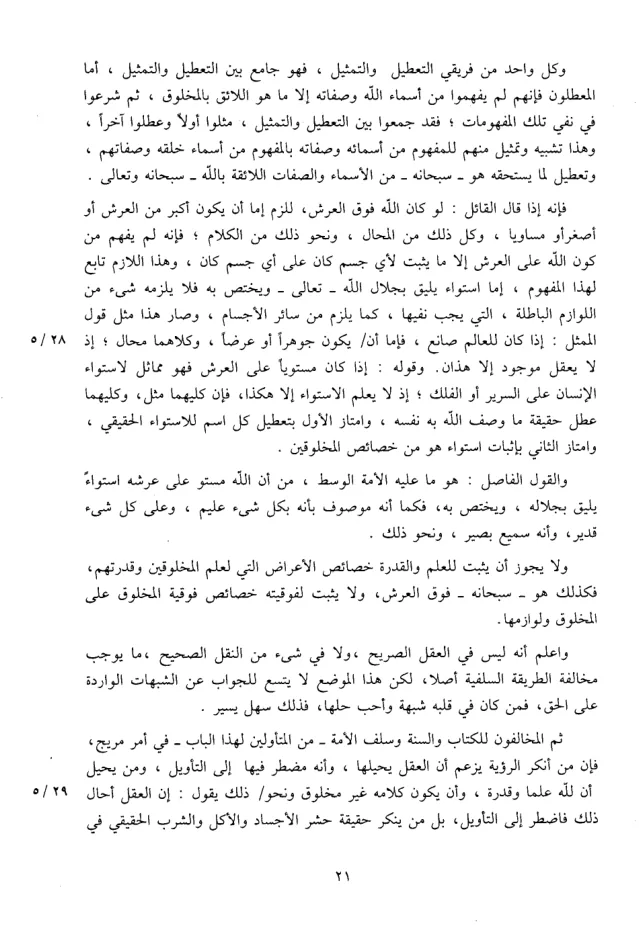 وكل واحد من فريقي التعطيل والتمثيل ، فهو جامع بين التعطيل والتمثيل ، أما
المعطلون فإنهم لم يفهموا من أسماء الله وصفاته إلا ما هو اللائق بالمخلوق ، ثم شرعوا
في نفي تلك المفهومات ؛ فقد جمعوا بين التعطيل والتمثيل ، مثلوا أولاً وعطلوا آخراً ،
وهذا تشبيه وتمثيل منهم للمفهوم من أسمائه وصفاته بالمفهوم من أسماء خلقه وصفاتهم ،
وتعطيل لما يستحقه هو ـ سبحانه ـ من الأسماء والصفات اللائقة بالله ـ سبحانه وتعالى .
فإنه إذا قال القائل : لو كان الله فوق العرش، للزم إما أن يكون أكبر من العرش أو
أصغرأو مساويا ، وكل ذلك من المحال ، ونحو ذلك من الكلام ؛ فإنه لم يفهم من
كون الله على العرش إلا ما يثبت لأي جسم كان على أي جسم كان ، وهذا اللازم تابع
لهذا المفهوم ، إما استواء يليق بجلال الله ـ تعالى ـ ويختص به فلا يلزمه شىء من
اللوازم الباطلة ، التي يجب نفيها ، كما يلزم من سائر الأجسام ، وصار هذا مثل قول
الممثل : إذا كان للعالم صانع ، فإما أن/ يكون جوهراً أو عرضاً ، وكلاهما محال ؛ إذ ٥/٢٨
لا يعقل موجود إلا هذان. وقوله : إذا كان مستوياً على العرش فهو مماثل لاستواء
الإنسان على السرير أو الفلك ؛ إذ لا يعلم الاستواء إلا هكذا، فإن كليهما مثل، وكليهما
عطل حقيقة ما وصف الله به نفسه ، وامتاز الأول بتعطيل كل اسم للاستواء الحقيقي ،
وامتاز الثاني بإثبات استواء هو من خصائص المخلوقين .
والقول الفاصل : هو ما عليه الأمة الوسط ، من أن الله مستو على عرشه استواءً
يليق بجلاله ، ويختص به، فكما أنه موصوف بأنه بكل شىء عليم ، وعلى كل شىء
قدير، وأنه سميع بصير ، ونحو ذلك .
ولا يجوز أن يثبت للعلم والقدرة خصائص الأعراض التي لعلم المخلوقين وقدرتهم،
فكذلك هو ـ سبحانه ـ فوق العرش، ولا يثبت لفوقيته خصائص فوقية المخلوق على
المخلوق ولوازمها.
واعلم أنه ليس في العقل الصريح ،ولا في شىء من النقل الصحيح ،ما يوجب
مخالفة الطريقة السلفية أصلا، لكن هذا الموضع لا يتسع للجواب عن الشبهات الواردة
على الحق، فمن كان في قلبه شبهة وأحب حلها، فذلك سهل يسير .
ثم المخالفون للكتاب والسنة وسلف الأمة ـ من المتأولين لهذا الباب ـ في أمر مريج،
فإن من أنكر الرؤية يزعم أن العقل يحيلها ، وأنه مضطر فيها إلى التأويل ، ومن يحيل
أن لله علما وقدرة ، وأن يكون كلامه غير مخلوق ونحو/ ذلك يقول : إن العقل أحال ٥/٢٩
ذلك فاضطر إلى التأويل، بل من ينكر حقيقة حشر الأجساد والأكل والشرب الحقيقي في
٢١